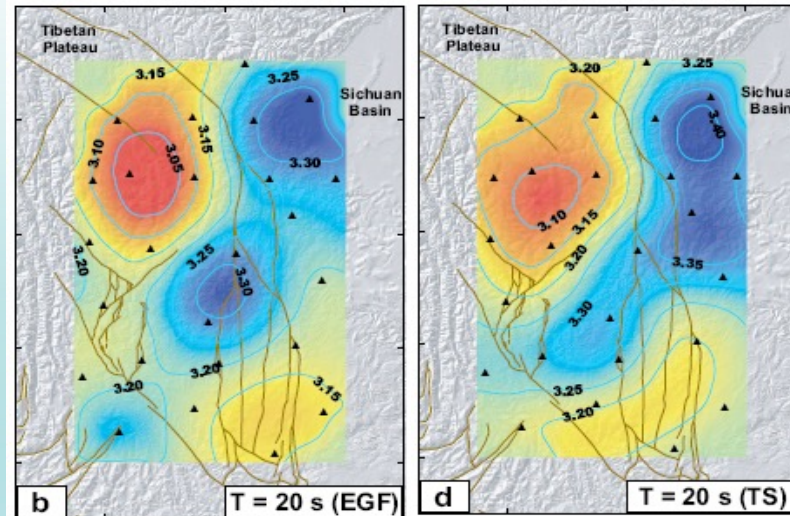 Tibetan
Plateau
3.15
3.25
Sichuan
Basin
3.10
3.05
3.15
3.30
3.25
3.20
3.30
3.20
3.20
3.15
b
T = 20 s (EGF)
Tibetan
Plateau
3.20
3.25
Sichuan
Basin
3.40
3.10
3.15
3.20
3.35
3.30
3.25
3.20
d
T = 20 s (TS)